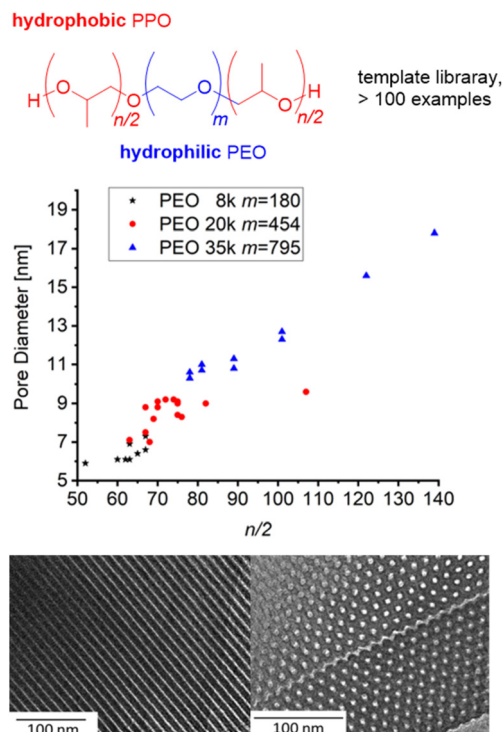 hydrophobic PPO
H ( O ) n/2 O ( O ) m ( O ) n/2 H
template libraray,
> 100 examples
hydrophilic PEO
PEO 8k m=180
PEO 20k m=454
PEO 35k m=795
Pore Diameter [nm]
19
17
15
13
11
9
7
5
50 60 70 80 90 100 110 120 130 140
n/2
100 nm 100 nm